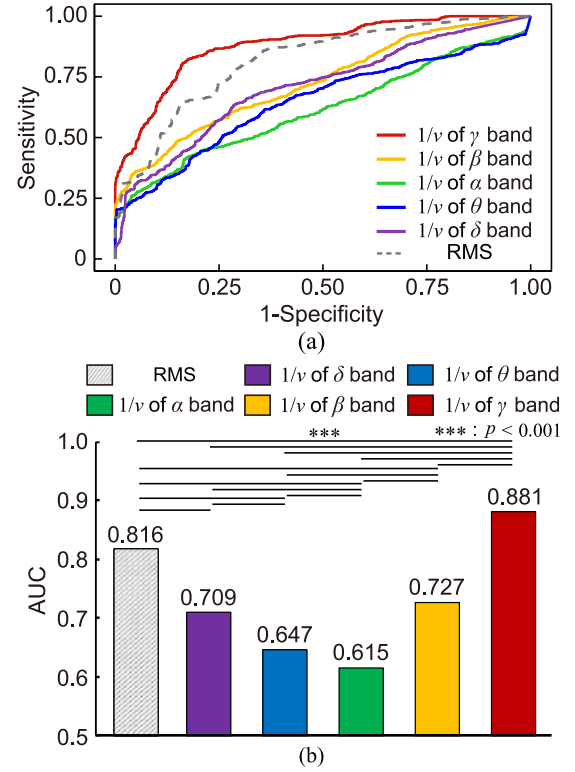 1.00
0.75
0.50
0.25
0
Sensitivity
1/v of γ band
1/v of β band
1/v of α band
1/v of θ band
1/v of δ band
RMS
0 0.25 0.50 0.75 1.00
1-Specificity
(a)
RMS 1/v of δ band 1/v of θ band
1/v of α band 1/v of β band 1/v of γ band
*** ***: p < 0.001
1.0
0.9
0.8
0.7
0.6
0.5
AUC
0.816
0.709
0.647
0.615
0.727
0.881
(b)